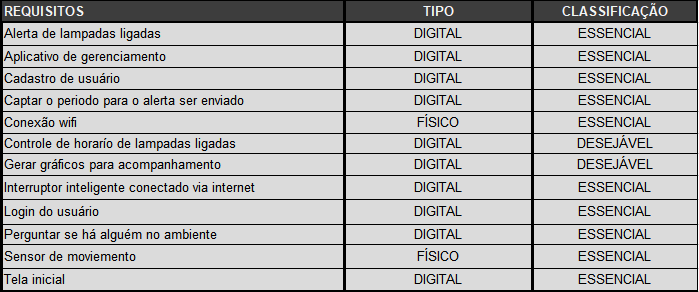 REQUISITOS TIPO CLASSIFICAÇÃO
Alerta de lampadas ligadas DIGITAL ESSENCIAL
Aplicativo de gerenciamento DIGITAL ESSENCIAL
Cadastro de usuário DIGITAL ESSENCIAL
Captar o periodo para o alerta ser enviado DIGITAL ESSENCIAL
Conexão wifi FÍSICO ESSENCIAL
Controle de horarío de lampadas ligadas DIGITAL DESEJÁVEL
Gerar gráficos para acompanhamento DIGITAL DESEJÁVEL
Interruptor inteligente conectado via internet DIGITAL ESSENCIAL
Login do usuário DIGITAL ESSENCIAL
Perguntar se há alguém no ambiente DIGITAL ESSENCIAL
Sensor de moviemento FÍSICO ESSENCIAL
Tela inicial DIGITAL ESSENCIAL